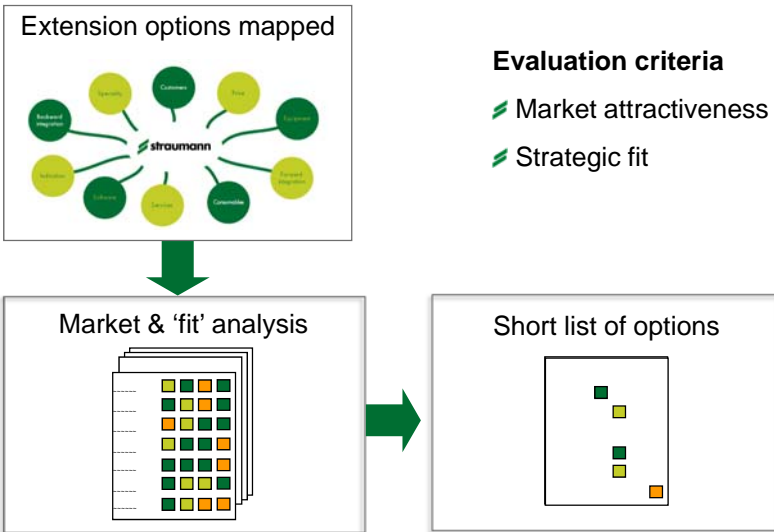 Extension options mapped
Customers
Specialty
Price
Backward
integration
Equipment
straumann
Indication
Forward
integration
Software
Services
Consumables
Evaluation criteria
Market attractiveness
Strategic fit
Market & ‘fit’ analysis
Short list of options